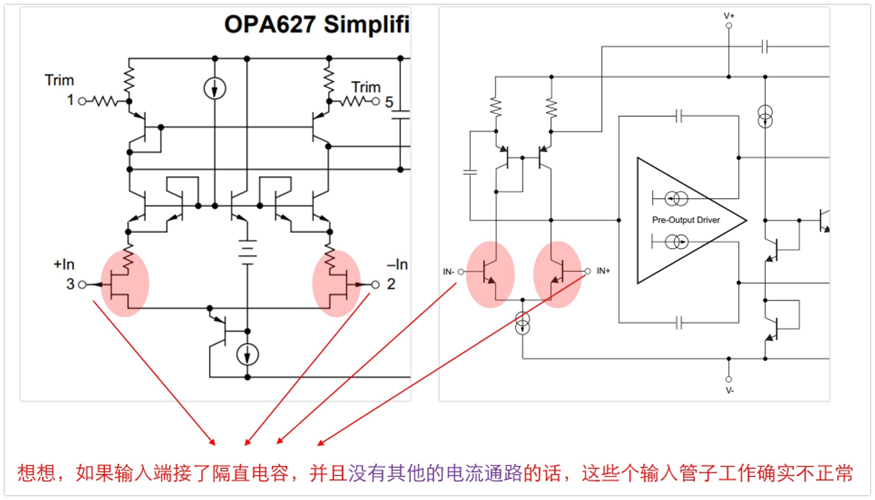 OPA627 Simplifi
Trim
1
Trim
5
+In
3
–In
2
V+
IN-
IN+
Pre-Output Driver
V-
想想，如果输入端接了隔直电容，并且没有其他的电流通路的话，这些个输入管子工作确实不正常